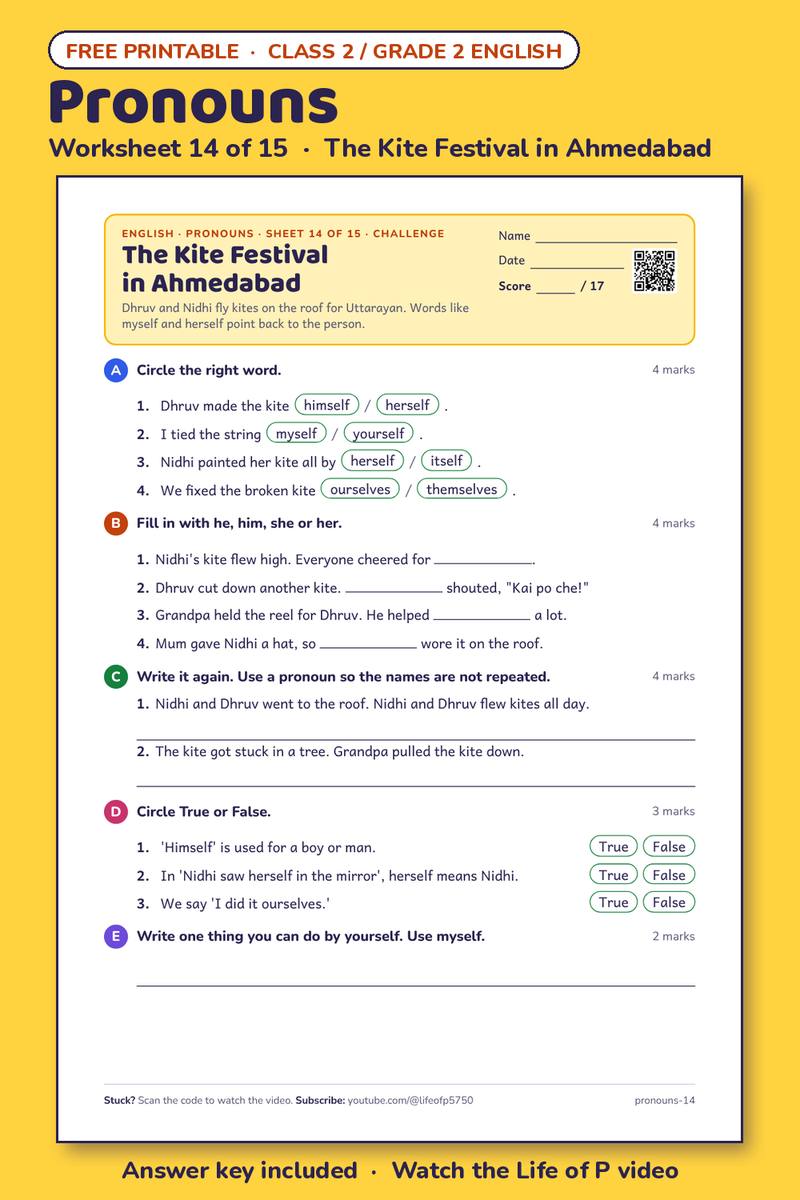 FREE PRINTABLE · CLASS 2 / GRADE 2 ENGLISH
Pronouns
Worksheet 14 of 15 · The Kite Festival in Ahmedabad
ENGLISH · PRONOUNS · SHEET 14 OF 15 · CHALLENGE
The Kite Festival
in Ahmedabad
Dhruv and Nidhi fly kites on the roof for Uttarayan. Words like
myself and herself point back to the person.
Name ____________________
Date ____________________
Score ______ / 17
A Circle the right word. 4 marks
1. Dhruv made the kite himself / herself .
2. I tied the string myself / yourself .
3. Nidhi painted her kite all by herself / itself .
4. We fixed the broken kite ourselves / themselves .
B Fill in with he, him, she or her. 4 marks
1. Nidhi's kite flew high. Everyone cheered for ____________.
2. Dhruv cut down another kite. ____________ shouted, "Kai po che!"
3. Grandpa held the reel for Dhruv. He helped ____________ a lot.
4. Mum gave Nidhi a hat, so ____________ wore it on the roof.
C Write it again. Use a pronoun so the names are not repeated. 4 marks
1. Nidhi and Dhruv went to the roof. Nidhi and Dhruv flew kites all day.
2. The kite got stuck in a tree. Grandpa pulled the kite down.
D Circle True or False. 3 marks
1. 'Himself' is used for a boy or man. True False
2. In 'Nidhi saw herself in the mirror', herself means Nidhi. True False
3. We say 'I did it ourselves.' True False
E Write one thing you can do by yourself. Use myself. 2 marks
Stuck? Scan the code to watch the video. Subscribe: youtube.com/@lifeofp5750 pronouns-14
Answer key included · Watch the Life of P video